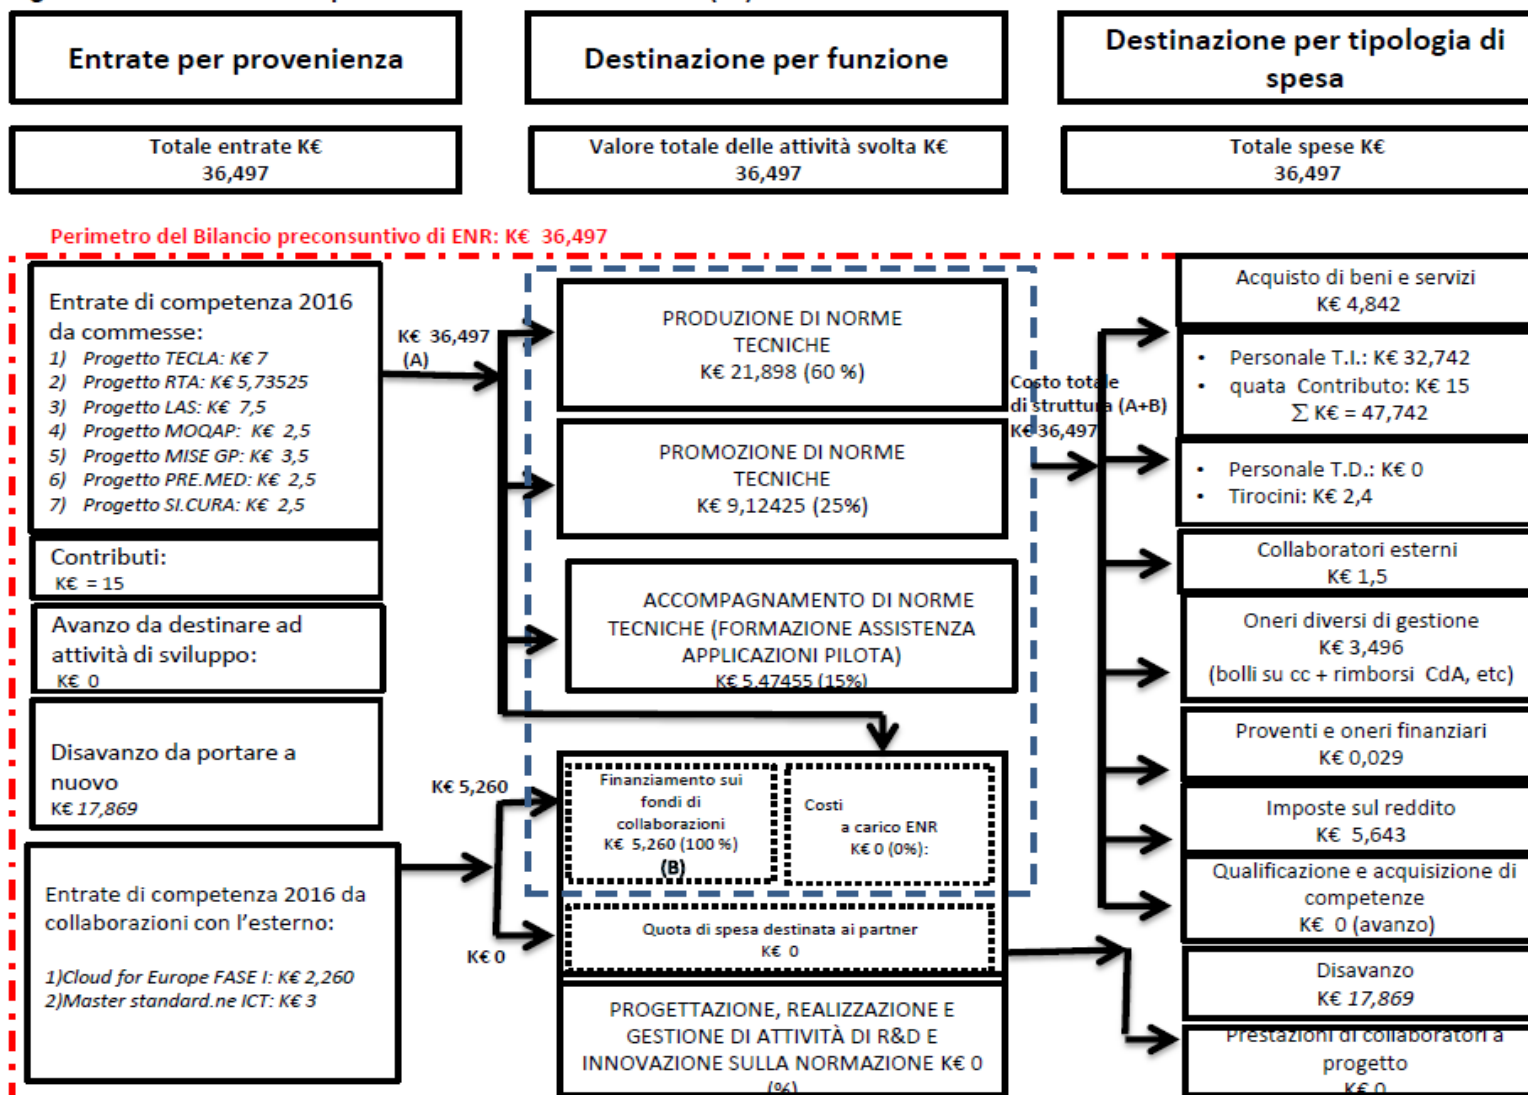 Entrate per provenienza
Destinazione per funzione
Destinazione per tipologia di
spesa
Totale entrate K€
36,497
Valore totale delle attività svolta K€
36,497
Totale spese K€
36,497
Perimetro del Bilancio preconsuntivo di ENR: K€ 36,497
Entrate di competenza 2016
da commesse:
1) Progetto TECLA: K€ 7
2) Progetto RTA: K€ 5,73525
3) Progetto LAS: K€ 7,5
4) Progetto MOQAP: K€ 2,5
5) Progetto MISE GP: K€ 3,5
6) Progetto PRE.MED: K€ 2,5
7) Progetto SI.CURA: K€ 2,5
Contributi:
K€ = 15
Avanzo da destinare ad
attività di sviluppo:
K€ 0
Disavanzo da portare a
nuovo
K€ 17,869
Entrate di competenza 2016 da
collaborazioni con l'esterno:
1)Cloud for Europe FASE I: K€ 2,260
2)Master standard.ne ICT: K€ 3
K€ 36,497
(A)
K€ 5,260
K€ 0
PRODUZIONE DI NORME
TECNICHE
K€ 21,898 (60 %)
PROMOZIONE DI NORME
TECNICHE
K€ 9,12425 (25%)
ACCOMPAGNAMENTO DI NORME
TECNICHE (FORMAZIONE ASSISTENZA
APPLICAZIONI PILOTA)
K€ 5.47455 (15%)
Finanziamento sui
fondi di
collaborazioni
K€ 5,260 (100 %)
(B)
Costi
a carico ENR
K€ 0 (0%):
Quota di spesa destinata ai partner
K€ 0
PROGETTAZIONE, REALIZZAZIONE E
GESTIONE DI ATTIVITÀ DI R&D E
INNOVAZIONE SULLA NORMAZIONE K€ 0
(%)
Costo totale
di struttura (A+B)
K€ 36,497
Acquisto di beni e servizi
K€ 4,842
• Personale T.I.: K€ 32,742
• quata Contributo: K€ 15
∑ K€ = 47,742
• Personale T.D.: K€ 0
• Tirocini: K€ 2,4
Collaboratori esterni
K€ 1,5
Oneri diversi di gestione
K€ 3,496
(bolli su cc + rimborsi CdA, etc)
Proventi e oneri finanziari
K€ 0,029
Imposte sul reddito
K€ 5,643
Qualificazione e acquisizione di
competenze
K€ 0 (avanzo)
Disavanzo
K€ 17,869
Prestazioni di collaboratori a
progetto
K€ 0